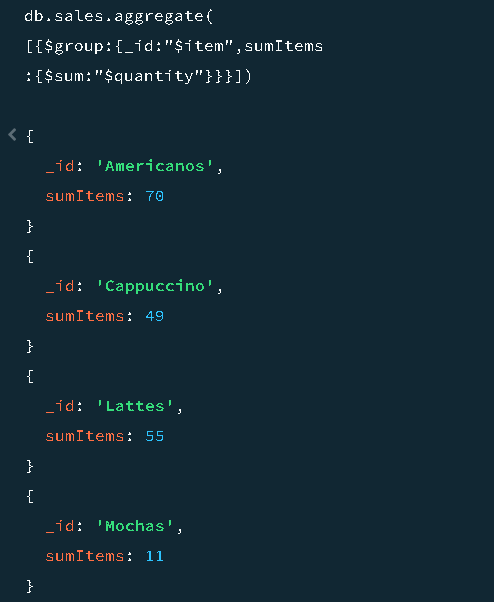 db.sales.aggregate(
[{$group:{_id:"$item",sumItems
:{$sum:"$quantity"}}}])
{
_id: 'Americanos',
sumItems: 70
}
{
_id: 'Cappuccino',
sumItems: 49
}
{
_id: 'Lattes',
sumItems: 55
}
{
_id: 'Mochas',
sumItems: 11
}